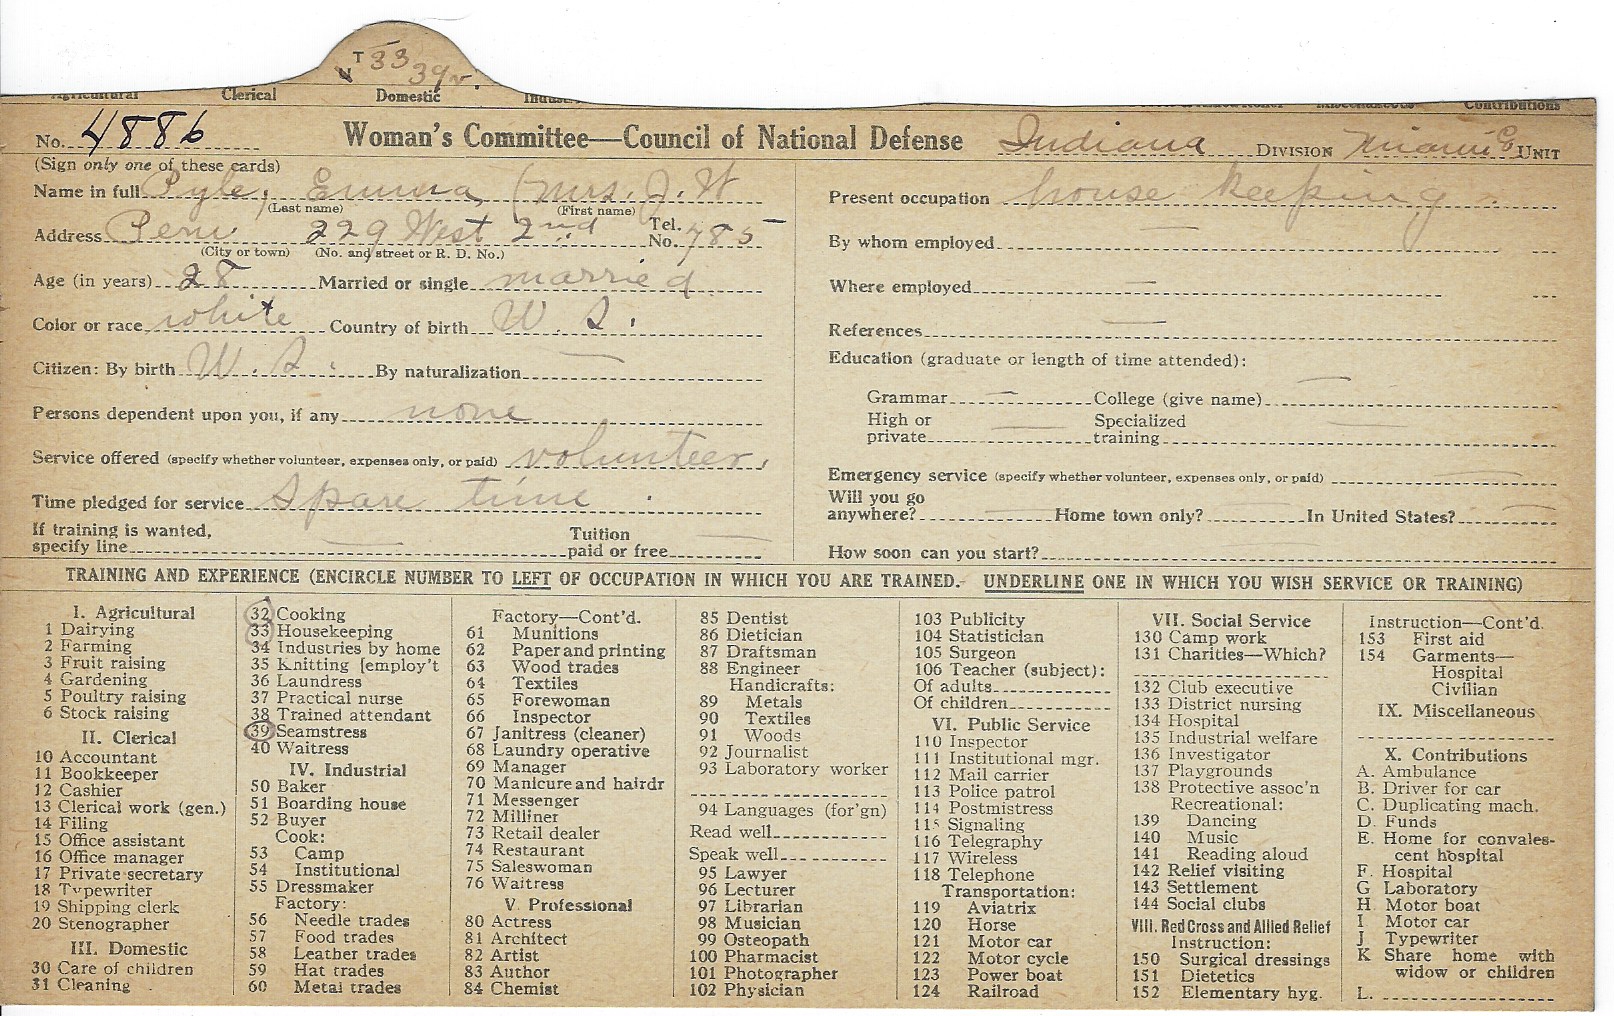 T 33 39
Clerical Domestic Contributions
No. 4886 Woman's Committee—Council of National Defense Indiana DIVISION Miami Co UNIT
(Sign only one of these cards)
Name in full Pyle, Emma, (Mrs. J. W
(Last name) (First name)
Address Peru 229 West 2nd Tel. No. 785
(City or town) (No. and street or R. D. No.)
Age (in years) 28 Married or single married
Color or race white Country of birth U. S.
Citizen: By birth U. S. By naturalization —
Persons dependent upon you, if any none
Service offered (specify whether volunteer, expenses only, or paid) volunteer.
Time pledged for service Spare time.
If training is wanted, specify line — Tuition paid or free —
Present occupation house keeping
By whom employed —
Where employed —
References —
Education (graduate or length of time attended):
Grammar — College (give name) —
High or private — Specialized training —
Emergency service (specify whether volunteer, expenses only, or paid) —
Will you go anywhere? — Home town only? In United States? —
How soon can you start?
TRAINING AND EXPERIENCE (ENCIRCLE NUMBER TO LEFT OF OCCUPATION IN WHICH YOU ARE TRAINED. UNDERLINE ONE IN WHICH YOU WISH SERVICE OR TRAINING)
I. Agricultural
1 Dairying
2 Farming
3 Fruit raising
4 Gardening
5 Poultry raising
6 Stock raising
II. Clerical
10 Accountant
11 Bookkeeper
12 Cashier
13 Clerical work (gen.)
14 Filing
15 Office assistant
16 Office manager
17 Private secretary
18 Typewriter
19 Shipping clerk
20 Stenographer
III. Domestic
30 Care of children
31 Cleaning
32 Cooking
33 Housekeeping
34 Industries by home
35 Knitting [employ't
36 Laundress
37 Practical nurse
38 Trained attendant
39 Seamstress
40 Waitress
IV. Industrial
50 Baker
51 Boarding house
52 Buyer
Cook:
53 Camp
54 Institutional
55 Dressmaker
Factory:
56 Needle trades
57 Food trades
58 Leather trades
59 Hat trades
60 Metal trades
Factory—Cont'd.
61 Munitions
62 Paper and printing
63 Wood trades
64 Textiles
65 Forewoman
66 Inspector
67 Janitress (cleaner)
68 Laundry operative
69 Manager
70 Manicure and hairdr
71 Messenger
72 Milliner
73 Retail dealer
74 Restaurant
75 Saleswoman
76 Waitress
V. Professional
80 Actress
81 Architect
82 Artist
83 Author
84 Chemist
85 Dentist
86 Dietician
87 Draftsman
88 Engineer
Handicrafts:
89 Metals
90 Textiles
91 Woods
92 Journalist
93 Laboratory worker
94 Languages (for'gn)
Read well
Speak well
95 Lawyer
96 Lecturer
97 Librarian
98 Musician
99 Osteopath
100 Pharmacist
101 Photographer
102 Physician
103 Publicity
104 Statistician
105 Surgeon
106 Teacher (subject):
Of adults
Of children
VI. Public Service
110 Inspector
111 Institutional mgr.
112 Mail carrier
113 Police patrol
114 Postmistress
115 Signaling
116 Telegraphy
117 Wireless
118 Telephone
Transportation:
119 Aviatrix
120 Horse
121 Motor car
122 Motor cycle
123 Power boat
124 Railroad
VII. Social Service
130 Camp work
131 Charities—Which?
132 Club executive
133 District nursing
134 Hospital
135 Industrial welfare
136 Investigator
137 Playgrounds
138 Protective assoc'n
Recreational:
139 Dancing
140 Music
141 Reading aloud
142 Relief visiting
143 Settlement
144 Social clubs
VIII. Red Cross and Allied Relief
Instruction:
150 Surgical dressings
151 Dietetics
152 Elementary hyg.
Instruction—Cont'd.
153 First aid
154 Garments—
Hospital
Civilian
IX. Miscellaneous
X. Contributions
A. Ambulance
B. Driver for car
C. Duplicating mach.
D. Funds
E. Home for convales-
cent hospital
F. Hospital
G Laboratory
H Motor boat
I Motor car
J Typewriter
K Share home with
widow or children
L.